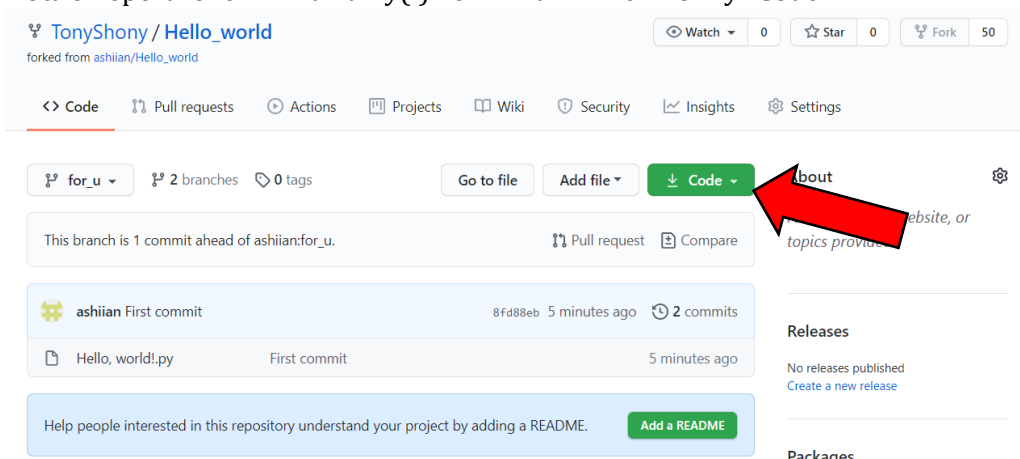 TonyShony / Hello_world
Watch 0 Star 0 Fork 50
forked from ashiian/Hello_world
<> Code Pull requests Actions Projects Wiki Security Insights Settings
for_u 2 branches 0 tags Go to file Add file Code
About
ebsite, or
topics provided
This branch is 1 commit ahead of ashiian:for_u. Pull request Compare
ashiian First commit 8fd88eb 5 minutes ago 2 commits
Hello, world!.py First commit 5 minutes ago
Releases
No releases published
Create a new release
Help people interested in this repository understand your project by adding a README. Add a README
Packages